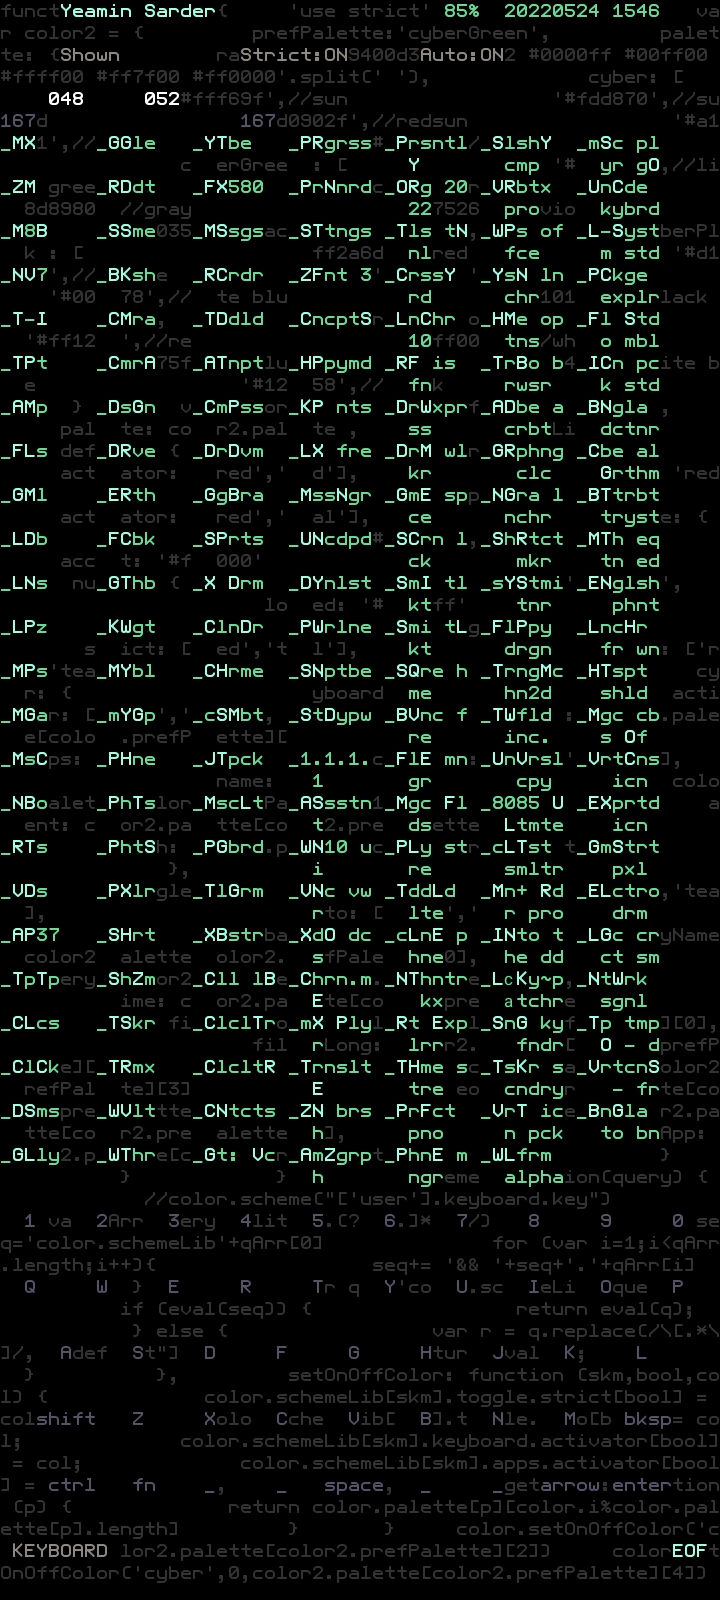 functYeamin Sarder{     'use strict' 85%  20220524 1546   va
r color2 = {         prefPalette:'cyberGreen',         palet
te: {Shown        raStrict:ON9400d3Auto:ON2 #0000ff #00ff00
#ffff00 #ff7f00 #ff0000'.split(' '),             cyber: [
    048     052#fff69f',//sun                 '#fdd870',//su
167d                167d0902f',//redsun                 '#a1
_MX1',//_GGle   _YTbe   _PRgrss#_Prsntl/_SlshY  _mSc pl
               c  erGree  : [     Y       cmp '#  yr gO,//li
_ZM gree_RDdt   _FX580  _PrNnrdc_ORg 20r_VRbtx  _UnCde
  8d8980  //gray                  227526  provio  kybrd
_M8B    _SSme035_MSsgsac_STtngs _Tls tN,_WPs of _L-SystberPl
  k : [                   ff2a6d  nlred   fce     m std '#d1
_NV7',//_BKshe  _RCrdr  _ZFnt 3'_CrssY '_YsN ln _PCkge
    '#00  78',//  te blu          rd      chr101  explrlack
_T-I    _CMra,  _TDdld  _CncptSr_LnChr o_HMe op _Fl Std
  '#ff12  ',//re                  10ff00  tns/wh  o mbl
_TPt    _CmrA75f_ATnptlu_HPpymd _RF is  _TrBo b4_ICn pcite b
  e                 '#12  58',//  fnk     rwsr    k std
_AMp  } _DsGn  v_CmPssor_KP nts _DrWxprf_ADbe a _BNgla ,
     pal  te: co  r2.pal  te ,    ss      crbtLi  dctnr
_FLs def_DRve { _DrDvm  _LX fre _DrM wlr_GRphng _Cbe al
     act  ator:   red','  d'],    kr       clc    Grthm 'red
_GMl    _ERth   _GgBra  _MssNgr _GmE spp_NGra l _BTtrbt
     act  ator:   red','  al'],   ce      nchr    tryste: {
_LDb    _FCbk   _SPrts  _UNcdpd#_SCrn l,_ShRtct _MTh eq
     acc  t: '#f  000'            ck       mkr    tn ed
_LNs  nu_GThb { _X Drm  _DYnlst _SmI tl _sYStmi'_ENglsh',
                      lo  ed: '#  ktff'    tnr     phnt
_LPz    _KWgt   _ClnDr  _PWrlne _Smi tLg_FlPpy  _LncHr
       s  ict: [  ed','t  l'],    kt      drgn    fr wn: ['r
_MPs'tea_MYbl   _CHrme  _SNptbe _SQre h _TrngMc _HTspt    cy
  r: {                    yboard  me      hn2d    shld  acti
_MGar: [_mYGp','_cSMbt, _StDypw _BVnc f _TWfld :_Mgc cb.pale
  e[colo  .prefP  ette][          re      inc.    s Of
_MsCps: _PHne   _JTpck  _1.1.1.c_FlE mn:_UnVrsl'_VrtCns],
                  name:   1       gr       cpy     icn  colo
_NBoalet_PhTslor_MscLtPa_ASsstn1_Mgc Fl _8085 U _EXprtd    a
  ent: c  or2.pa  tte[co  t2.pre  dsette  Ltmte    icn
_RTs    _PhtSh: _PGbrd.p_WN10 uc_PLy str_cLTst t_GmStrt
              },          i       re      smltr    pxl
_VDs    _PXlrgle_TlGrm  _VNc vw _TddLd  _Mn+ Rd _ELctro,'tea
  ],                      rto: [  lte','  r pro    drm
_AP37   _SHrt   _XBstrba_XdO dc _cLnE p _INto t _LGc cryName
  color2  alette  olor2.  sfPale  hne0],  he dd   ct sm
_TpTpery_ShZmor2_Cll lBe_Chrn.m._NThntre_LcKy~p,_NtWrk
          ime: c  or2.pa  Ete[co   kxpre  atchre  sgnl
_CLcs   _TSkr fi_ClclTro_mX Plyl_Rt Expl_SnG kyf_Tp tmp][0],
                     fil  rLong:  lrrr2.   fndr[  O - dprefP
_ClCke][_TRmx   _ClcltR _Trnslt _THme sc_TsKr sa_VrtcnSolor2
  refPal  te][3]          E       tre eo  cndryr   - frte[co
_DSmspre_WVlttte_CNtcts _ZN brs _PrFct  _VrT ice_BnGla r2.pa
  tte[co  r2.pre  alette  h],     pno     n pck   to bnApp:
_GLly2.p_WThre[c_Gt: Vcr_AmZgrpt_PhnE m _WLfrm         }
          }            }  h       ngreme  alphaion(query) {
            //color.scheme("['user'].keyboard.key")
  1 va  2Arr  3ery  4lit  5.(?  6.]*  7/)   8     9     0 se
q='color.schemeLib'+qArr[0]              for (var i=1;i<qArr
.length;i++){                  seq+= '&& '+seq+'.'+qArr[i]
  Q     W  }  E     R     Tr q  Y'co  U.sc  IeLi  Oque  P
          if (eval(seq)) {                 return eval(q);
           } else {                 var r = q.replace(/\[.*\
]/,  Adef  St"]  D     F     G     Htur  Jval  K;    L
  }          },         setOnOffColor: function (skm,bool,co
l) {             color.schemeLib[skm].toggle.strict[bool] =
colshift   Z     Xolo  Cche  Vib[  B].t  Nle.  Mo[b bksp= co
l;             color.schemeLib[skm].keyboard.activator[bool]
 = col;             color.schemeLib[skm].apps.activator[bool
] = ctrl   fn    _,    _   space,   _     _getarrow:entertion
 (p) {             return color.palette[p][color.i%color.pal
ette[p].length]         }       }     color.setOnOffColor('c
 KEYBOARD lor2.palette[color2.prefPalette][2])     colorEOFt
OnOffColor('cyber',0,color2.palette[color2.prefPalette][4])